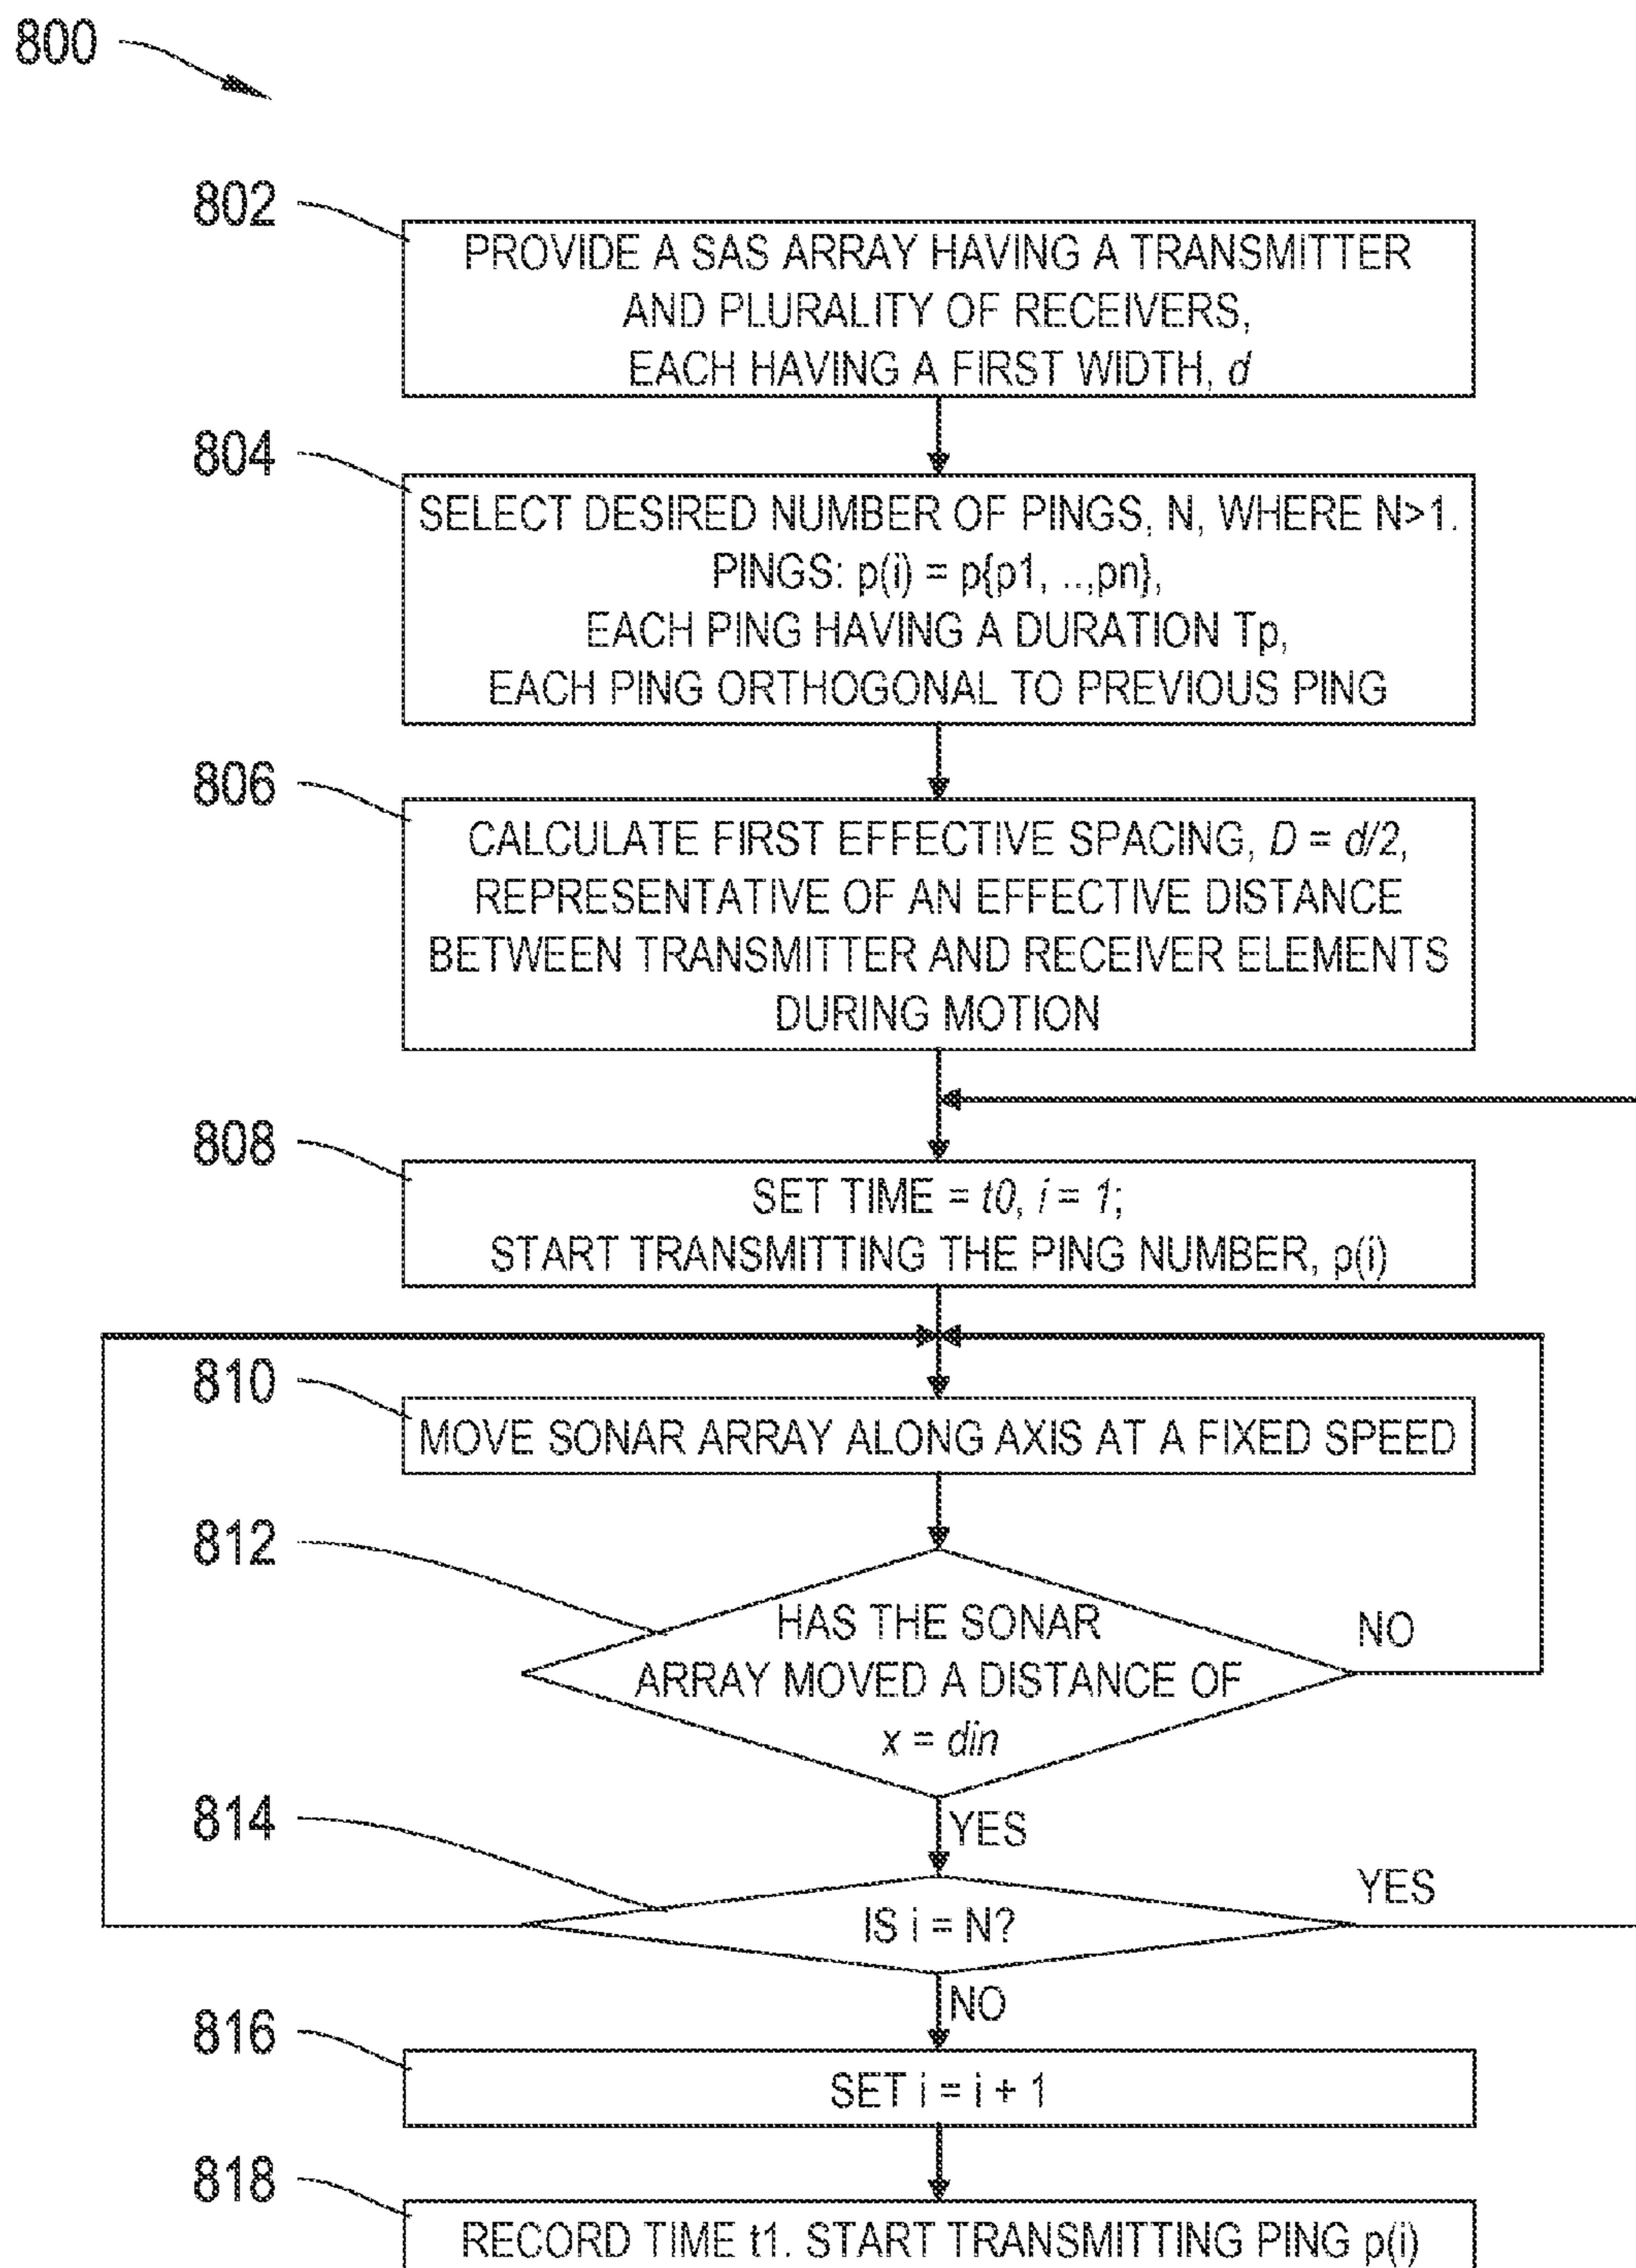 800
802
PROVIDE A SAS ARRAY HAVING A TRANSMITTER
AND PLURALITY OF RECEIVERS,
EACH HAVING A FIRST WIDTH, d
804
SELECT DESIRED NUMBER OF PINGS, N, WHERE N>1.
PINGS: p(i) = p{p1, ..,pn},
EACH PING HAVING A DURATION Tp,
EACH PING ORTHOGONAL TO PREVIOUS PING
806
CALCULATE FIRST EFFECTIVE SPACING, D = d/2,
REPRESENTATIVE OF AN EFFECTIVE DISTANCE
BETWEEN TRANSMITTER AND RECEIVER ELEMENTS
DURING MOTION
808
SET TIME = t0, i = 1;
START TRANSMITTING THE PING NUMBER, p(i)
810
MOVE SONAR ARRAY ALONG AXIS AT A FIXED SPEED
812
HAS THE SONAR
ARRAY MOVED A DISTANCE OF
x = din
NO
YES
814
IS i = N?
YES
NO
816
SET i = i + 1
818
RECORD TIME t1. START TRANSMITTING PING p(i)